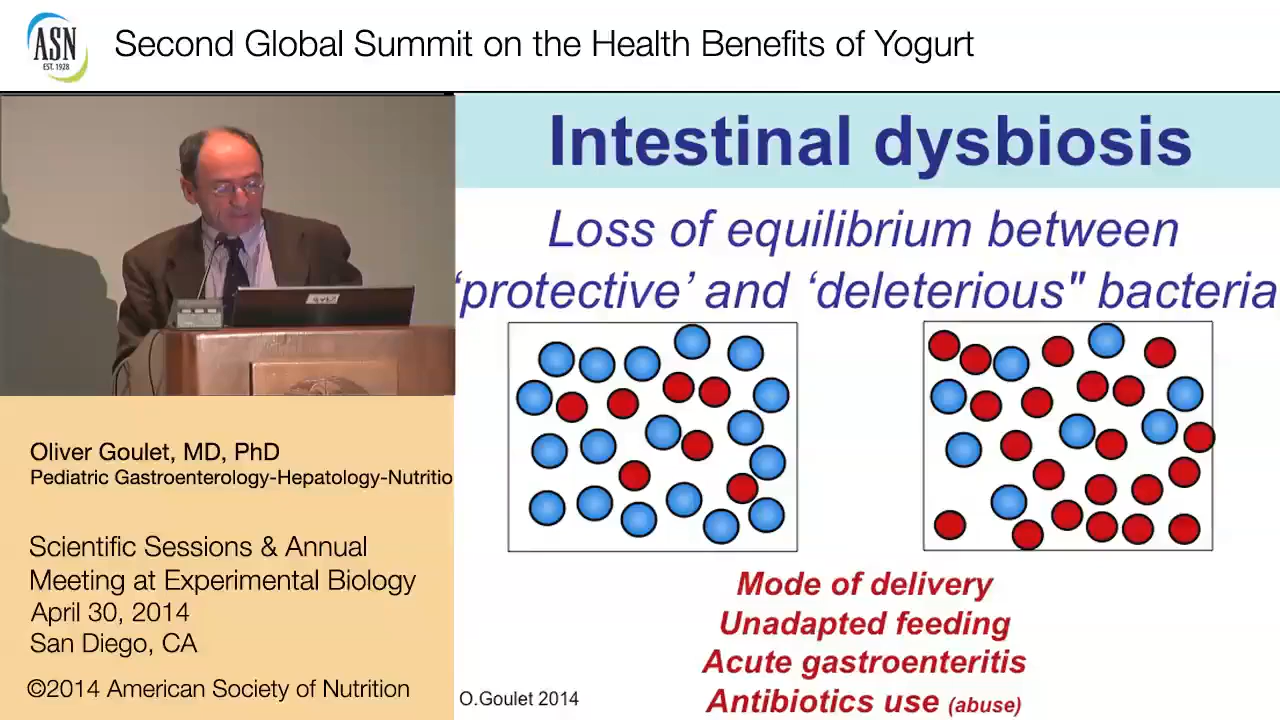 ASN
EST. 1928
Second Global Summit on the Health Benefits of Yogurt
Intestinal dysbiosis
Loss of equilibrium between
‘protective’ and ‘deleterious" bacteria
Oliver Goulet, MD, PhD
Pediatric Gastroenterology-Hepatology-Nutritio
Scientific Sessions & Annual
Meeting at Experimental Biology
April 30, 2014
San Diego, CA
©2014 American Society of Nutrition
Mode of delivery
Unadapted feeding
Acute gastroenteritis
Antibiotics use (abuse)
O.Goulet 2014